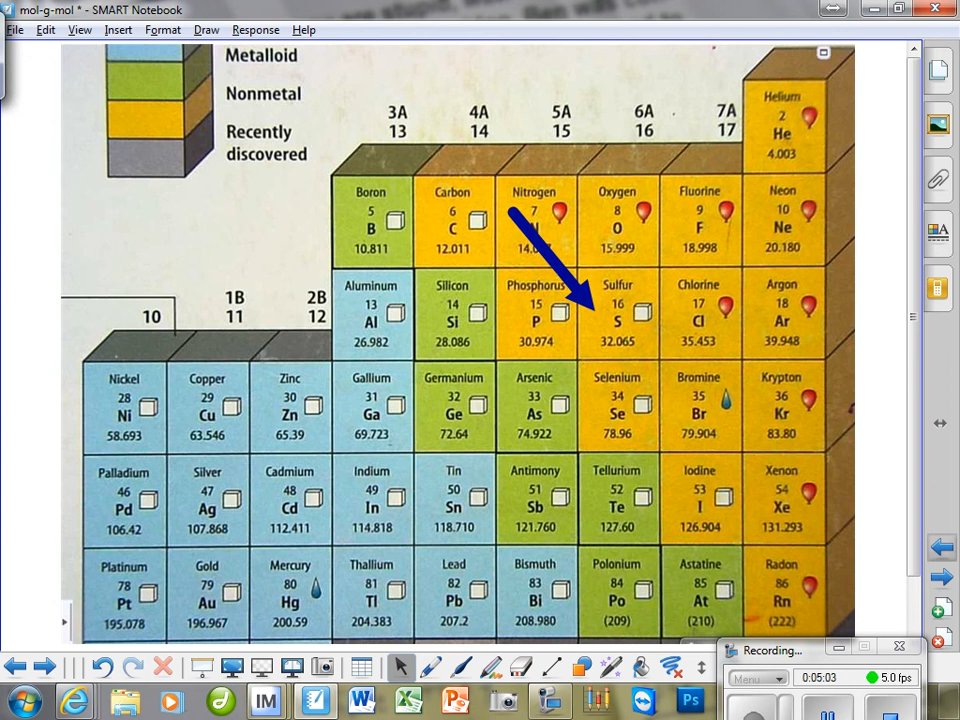 mol-g-mol * - SMART Notebook
File Edit View Insert Format Draw Response Help
Metalloid
Nonmetal
Recently
discovered
3A 4A 5A 6A 7A
13 14 15 16 17
Helium
2
He
4.003
Boron Carbon Nitrogen Oxygen Fluorine Neon
5 6 7 8 9 10
B C N O F Ne
10.811 12.011 15.999 18.998 20.180
Aluminum Silicon Phosphorus Sulfur Chlorine Argon
13 14 15 16 17 18
Al Si P S Cl Ar
26.982 28.086 30.974 32.065 35.453 39.948
1B 2B
10 11 12
Nickel Copper Zinc Gallium Germanium Arsenic Selenium Bromine Krypton
28 29 30 31 32 33 34 35 36
Ni Cu Zn Ga Ge As Se Br Kr
58.693 63.546 65.39 69.723 72.64 74.922 78.96 79.904 83.80
Palladium Silver Cadmium Indium Tin Antimony Tellurium Iodine Xenon
46 47 48 49 50 51 52 53 54
Pd Ag Cd In Sn Sb Te I Xe
106.42 107.868 112.411 114.818 118.710 121.760 127.60 126.904 131.293
Platinum Gold Mercury Thallium Lead Bismuth Polonium Astatine Radon
78 79 80 81 82 83 84 85 86
Pt Au Hg Tl Pb Bi Po At Rn
195.078 196.967 200.59 204.383 207.2 208.980 (209) (210) (222)
Recording...
Menu 0:05:03 5.0 fps
IM
Ps